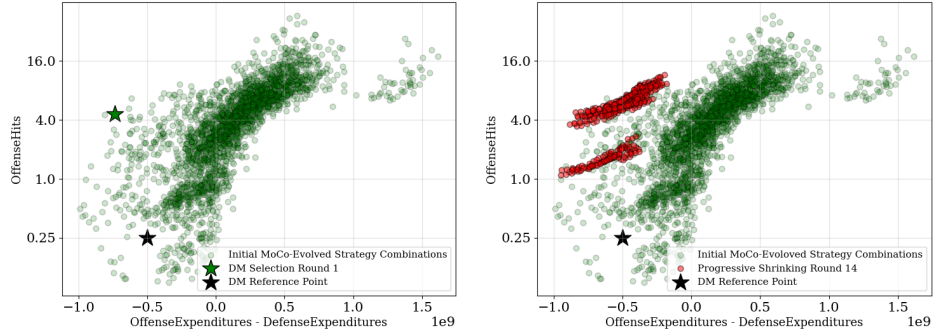 OffenseHits
16.0
4.0
1.0
0.25
Initial MoCo-Evolved Strategy Combinations
DM Selection Round 1
DM Reference Point
−1.0 −0.5 0.0 0.5 1.0 1.5
OffenseExpenditures - DefenseExpenditures 1e9
OffenseHits
16.0
4.0
1.0
0.25
Initial MoCo-Evoloved Strategy Combinations
Progressive Shrinking Round 14
DM Reference Point
−1.0 −0.5 0.0 0.5 1.0 1.5
OffenseExpenditures - DefenseExpenditures 1e9